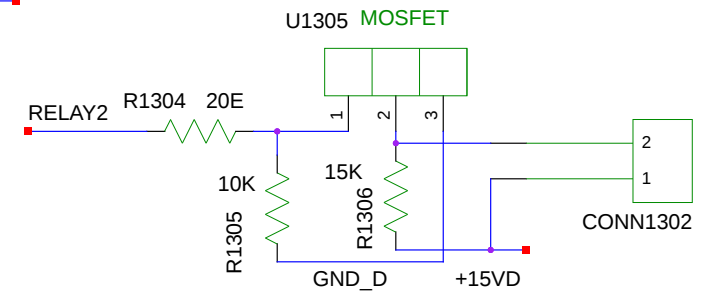 U1305 MOSFET
R1304 20E
RELAY2
1
2
3
2
1
15K
10K
R1306
R1305
CONN1302
GND_D
+15VD